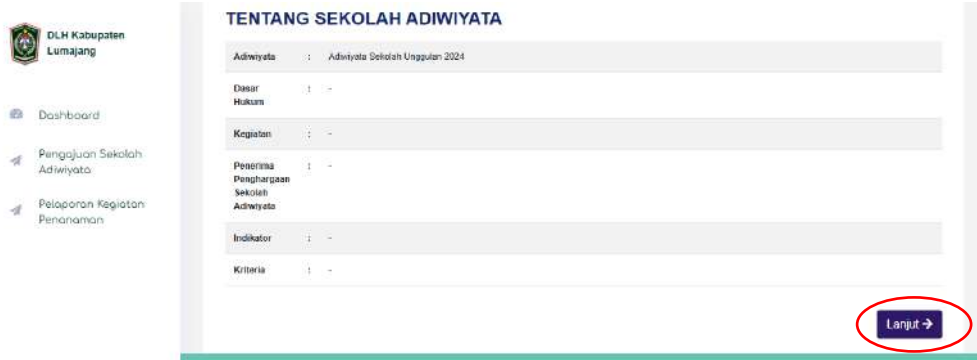 DLH Kabupaten
Lumajang
Dashboard
Pengajuan Sekolah
Adiwiyata
Pelaporan Kegiatan
Penanaman
TENTANG SEKOLAH ADIWIYATA
Adiwiyata : Adiwiyata Sekolah Unggulan 2024
Dasar : -
Hukum
Kegiatan : -
Penerima : -
Penghargaan
Sekolah
Adiwiyata
Indikator : -
Kriteria : -
Lanjut →